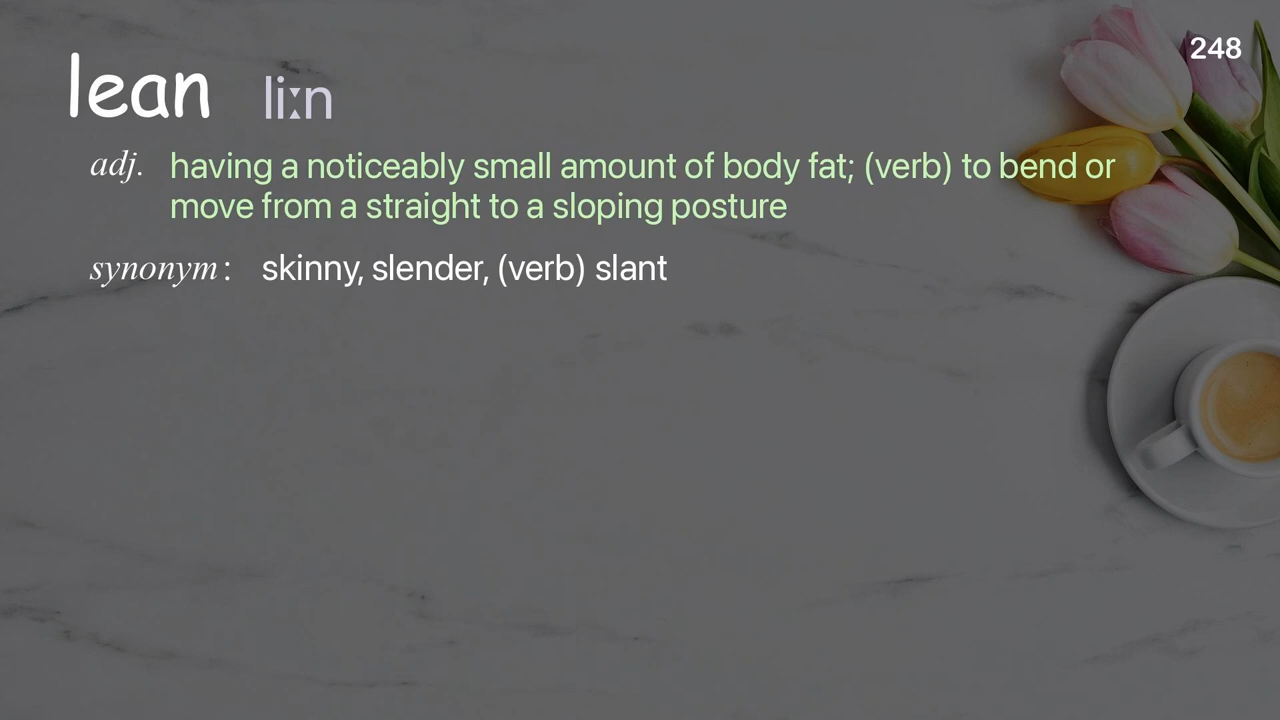 248
lean liːn
adj. having a noticeably small amount of body fat; (verb) to bend or
move from a straight to a sloping posture
synonym: skinny, slender, (verb) slant